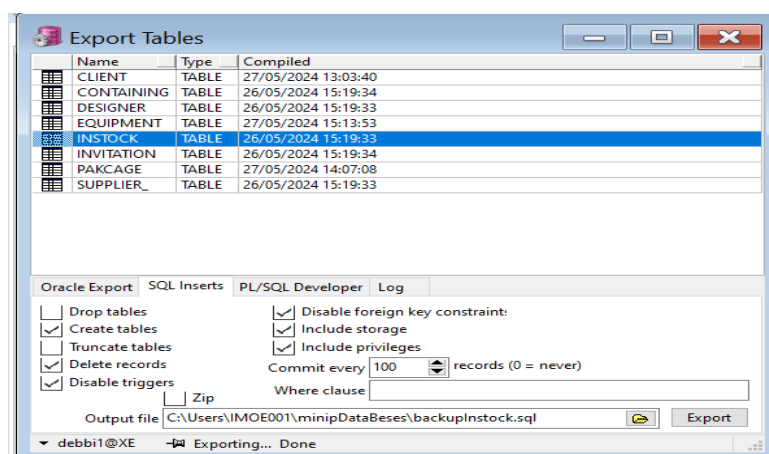 Export Tables
Name Type Compiled
CLIENT TABLE 27/05/2024 13:03:40
CONTAINING TABLE 26/05/2024 15:19:34
DESIGNER TABLE 26/05/2024 15:19:33
EQUIPMENT TABLE 27/05/2024 15:13:53
INSTOCK TABLE 26/05/2024 15:19:33
INVITATION TABLE 26/05/2024 15:19:34
PAKCAGE TABLE 27/05/2024 14:07:08
SUPPLIER_ TABLE 26/05/2024 15:19:33
Oracle Export SQL Inserts PL/SQL Developer Log
Drop tables Disable foreign key constraint:
Create tables Include storage
Truncate tables Include privileges
Delete records Commit every 100 records (0 = never)
Disable triggers Zip Where clause
Output file C:\Users\IMOE001\minipDataBeses\backupInstock.sql Export
debbi1@XE Exporting... Done